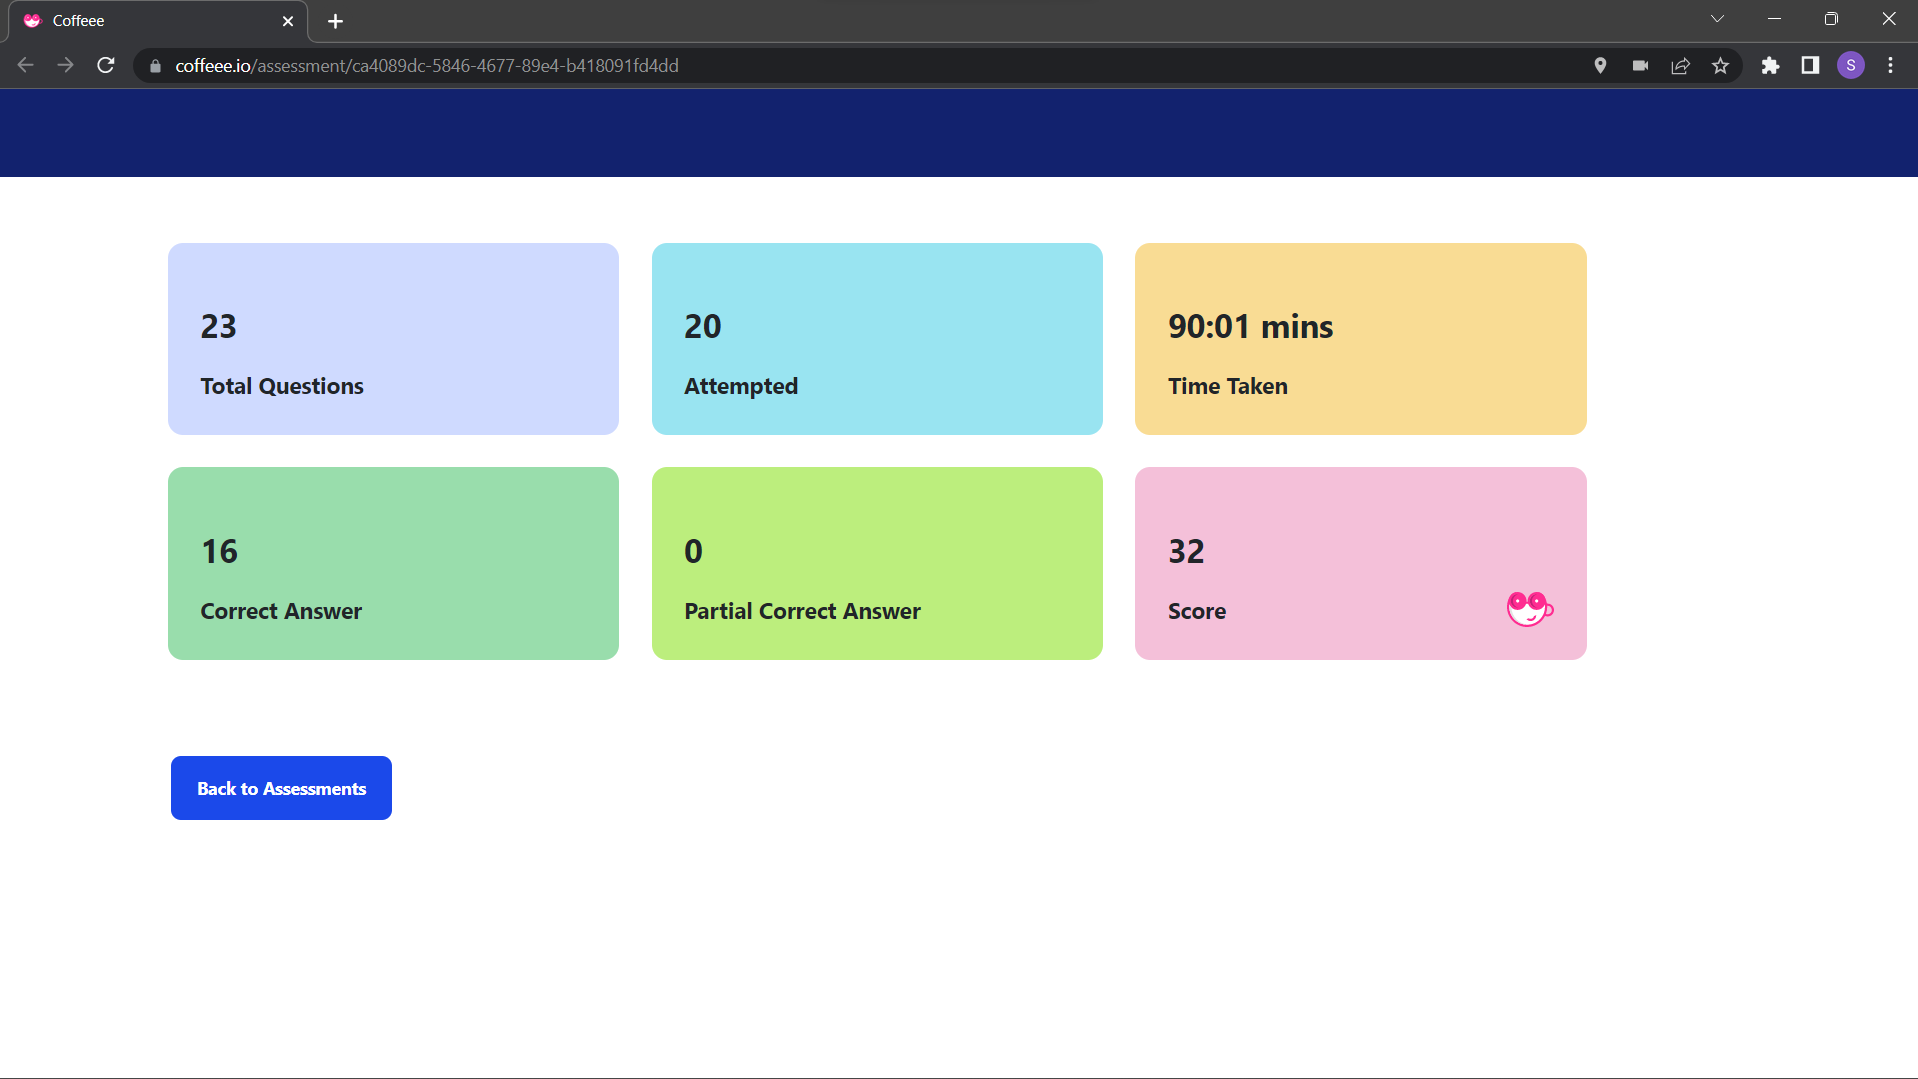 Coffeee
coffeee.io/assessment/ca4089dc-5846-4677-89e4-b418091fd4dd
S
23
Total Questions
20
Attempted
90:01 mins
Time Taken
16
Correct Answer
0
Partial Correct Answer
32
Score
Back to Assessments